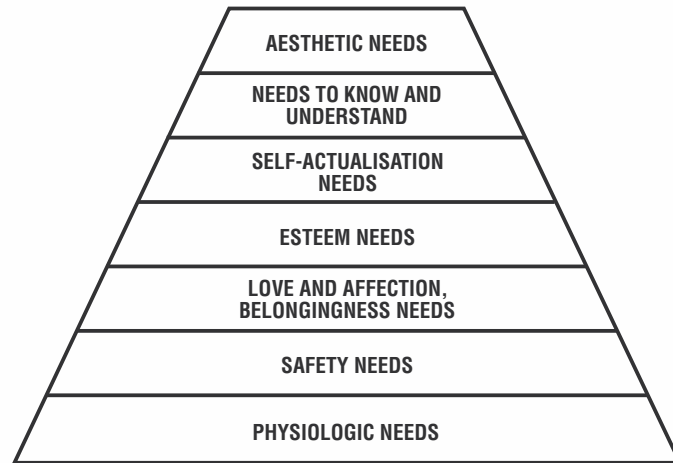 AESTHETIC NEEDS
NEEDS TO KNOW AND
UNDERSTAND
SELF-ACTUALISATION
NEEDS
ESTEEM NEEDS
LOVE AND AFFECTION,
BELONGINGNESS NEEDS
SAFETY NEEDS
PHYSIOLOGIC NEEDS